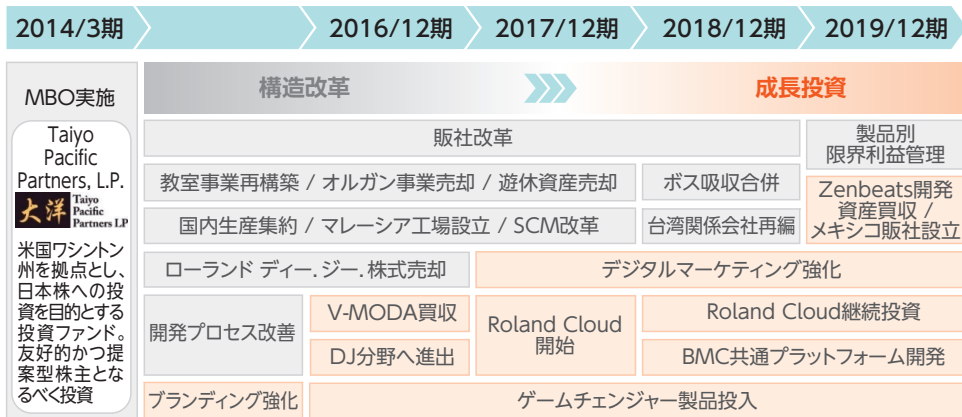 2014/3期
2016/12期
2017/12期
2018/12期
2019/12期
MBO実施
Taiyo
Pacific
Partners, L.P.
大洋
Taiyo
Pacific
Partners LP
米国ワシントン
州を拠点とし、
日本株への投
資を目的とする
投資ファンド。
友好的かつ提
案型株主とな
るべく投資
構造改革
成長投資
販社改革
製品別
限界利益管理
教室事業再構築 / オルガン事業売却 / 遊休資産売却
ボス吸収合併
Zenbeats開発
資産買収 /
メキシコ販社設立
国内生産集約 / マレーシア工場設立 / SCM改革
台湾関係会社再編
ローランド ディー.ジー.株式売却
デジタルマーケティング強化
開発プロセス改善
V-MODA買収
DJ分野へ進出
Roland Cloud
開始
Roland Cloud継続投資
BMC共通プラットフォーム開発
ブランディング強化
ゲームチェンジャー製品投入